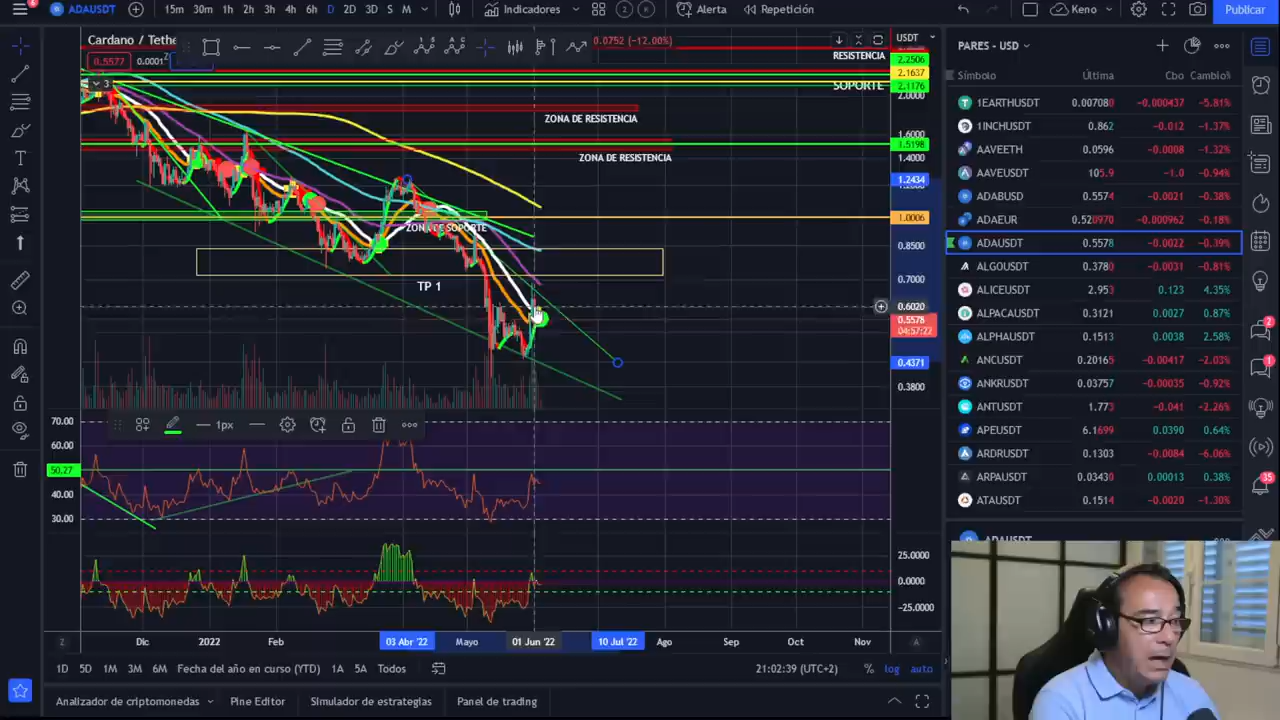 6
ADAUSDT
15m 30m 1h 2h 3h 4h 6h D 2D 3D S M
Indicadores
2
Alerta
Repetición
Keno
Publicar
Cardano / Tethe
0.0752 (−12.00%)
0.5577
0.0001
3
USDT
RESISTENCIA
2.2506
2.1637
SOPORTE
2.1176
2.0000
ZONA DE RESISTENCIA
1.6000
1.5198
ZONA DE RESISTENCIA
1.4000
1.2434
1.0006
ZONA DE SOPORTE
0.8500
0.7000
TP 1
0.6020
0.5578
04:57:22
0.4371
0.3800
70.00
1px
60.00
50.27
40.00
30.00
25.0000
0.0000
−25.0000
Z
Dic 2022 Feb 03 Abr '22 Mayo 01 Jun '22 10 Jul '22 Ago Sep Oct Nov
A
1D 5D 1M 3M 6M Fecha del año en curso (YTD) 1A 5A Todos
21:02:39 (UTC+2)
% log auto
Analizador de criptomonedas
Pine Editor
Simulador de estrategias
Panel de trading
PARES - USD
Símbolo Última Cbo Cambio%
1EARTHUSDT 0.007080 −0.000437 −5.81%
1INCHUSDT 0.862 −0.012 −1.37%
AAVEETH 0.0596 −0.0008 −1.32%
AAVEUSDT 105.9 −1.0 −0.94%
ADABUSD 0.5574 −0.0021 −0.38%
ADAEUR 0.520970 −0.000962 −0.18%
ADAUSDT 0.5578 −0.0022 −0.39%
ALGOUSDT 0.3780 −0.0031 −0.81%
ALICEUSDT 2.953 0.123 4.35%
ALPACAUSDT 0.3121 0.0027 0.87%
ALPHAUSDT 0.1513 0.0038 2.58%
ANCUSDT 0.20165 −0.00417 −2.03%
ANKRUSDT 0.03757 −0.00035 −0.92%
ANTUSDT 1.773 −0.041 −2.26%
APEUSDT 6.1699 0.0390 0.64%
ARDRUSDT 0.1303 −0.0084 −6.06%
ARPAUSDT 0.03430 0.00013 0.38%
ATAUSDT 0.1514 −0.0020 −1.30%
ADAUSDT
2
1
35